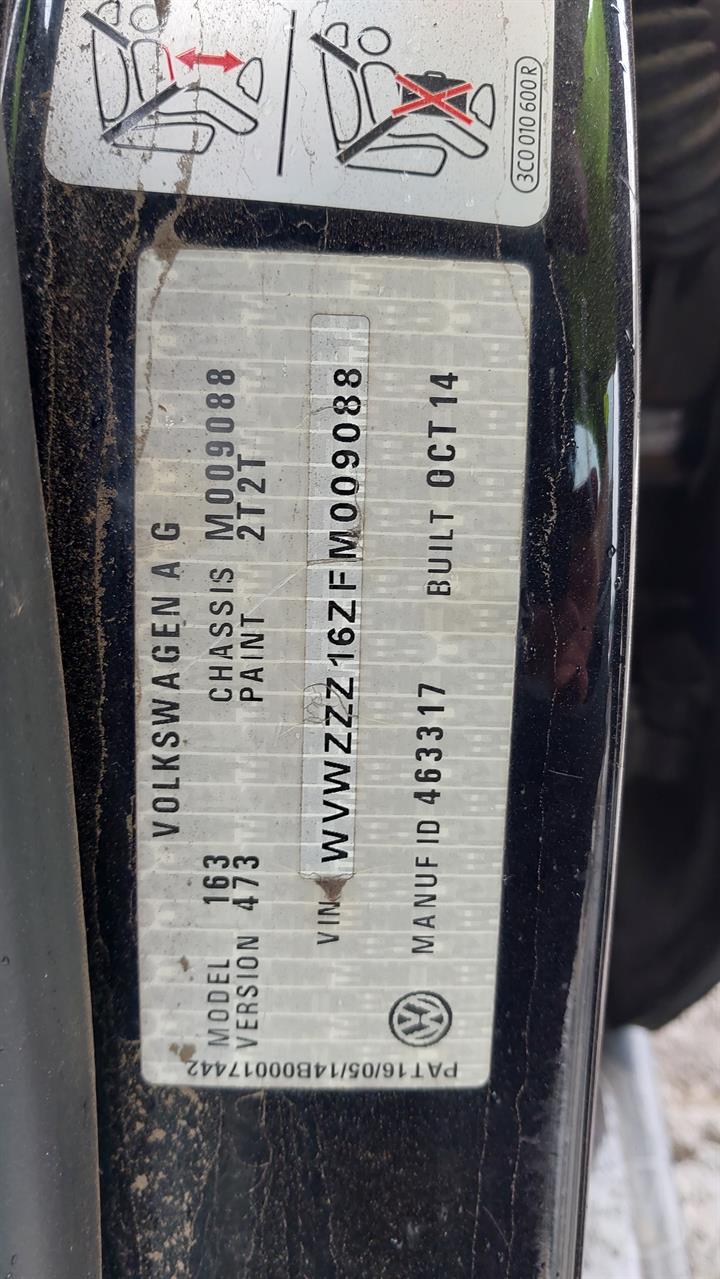 3C0 010 600 R
VOLKSWAGEN A G
MODEL 163 CHASSIS M009088
VERSION 473 PAINT 2T2T
VIN WVWZZZ16ZFM009088
MANUF ID 463317 BUILT OCT 14
PAT16/05/14B00017442